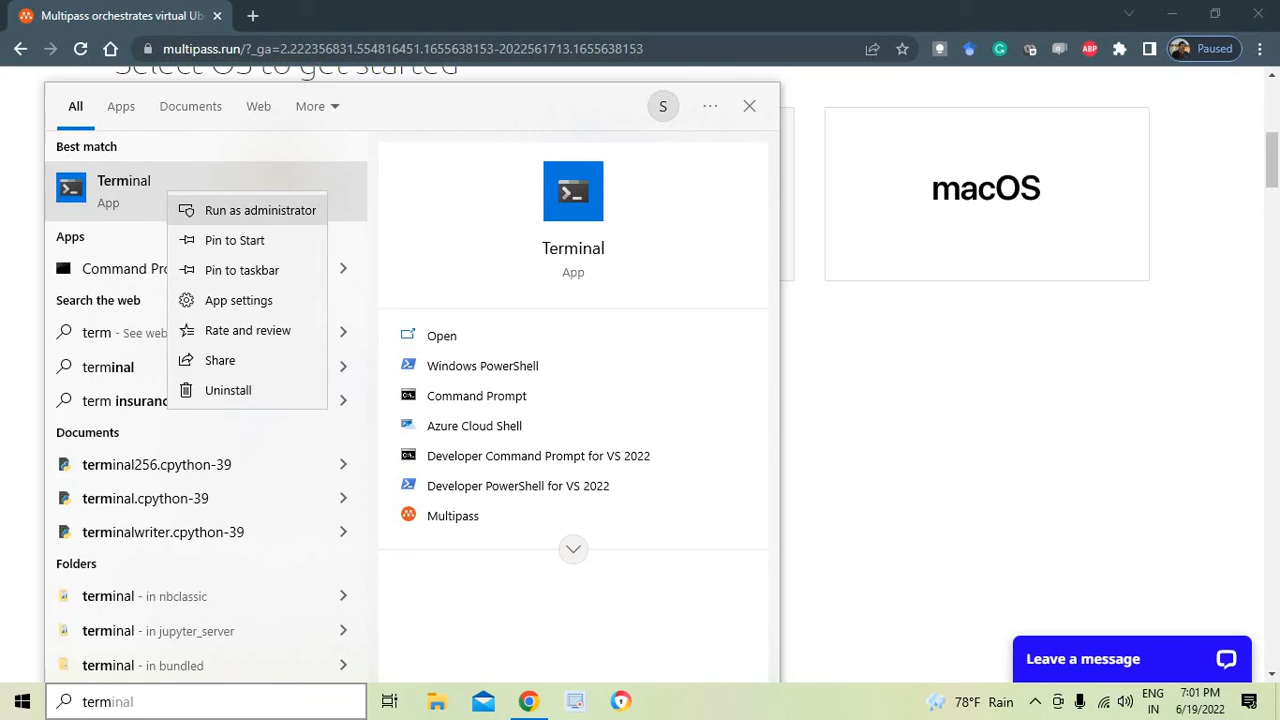 Multipass orchestrates virtual Ub
multipass.run/?_ga=2.222356831.554816451.1655638153-2022561713.1655638153
ABP
Paused
Select OS to get started
All Apps Documents Web More
S
Best match
Terminal
App
Run as administrator
Pin to Start
Pin to taskbar
App settings
Rate and review
Share
Uninstall
Apps
Command Pro
Search the web
term - See web
terminal
term insuranc
Documents
terminal256.cpython-39
terminal.cpython-39
terminalwriter.cpython-39
Folders
terminal - in nbclassic
terminal - in jupyter_server
terminal - in bundled
Terminal
App
Open
Windows PowerShell
Command Prompt
Azure Cloud Shell
Developer Command Prompt for VS 2022
Developer PowerShell for VS 2022
Multipass
macOS
Leave a message
terminal
78°F Rain
ENG
IN
7:01 PM
6/19/2022